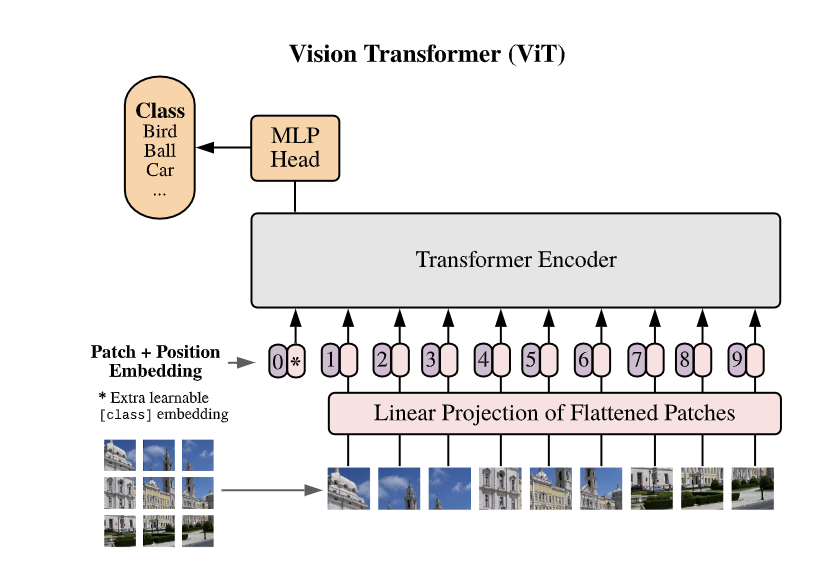 Vision Transformer (ViT)
Class
Bird
Ball
Car
...
MLP
Head
Transformer Encoder
Patch + Position
Embedding
0 * 1 2 3 4 5 6 7 8 9
* Extra learnable
[class] embedding
Linear Projection of Flattened Patches